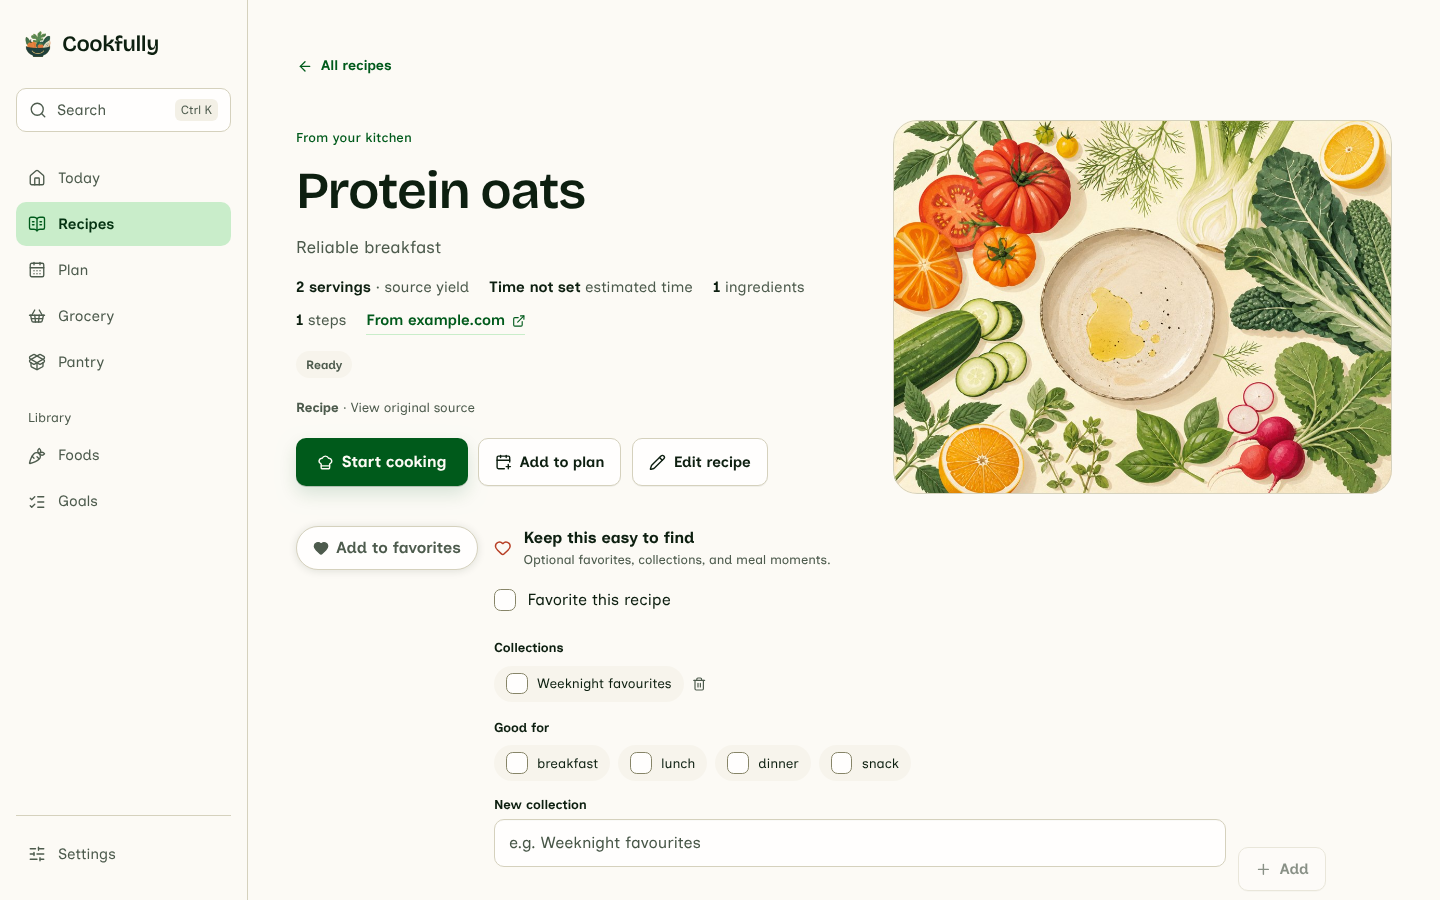 Cookfully
Search Ctrl K
Today
Recipes
Plan
Grocery
Pantry
Library
Foods
Goals
Settings
All recipes
From your kitchen
Protein oats
Reliable breakfast
2 servings · source yield Time not set estimated time 1 ingredients
1 steps From example.com
Ready
Recipe · View original source
Start cooking Add to plan Edit recipe
Add to favorites
Keep this easy to find
Optional favorites, collections, and meal moments.
Favorite this recipe
Collections
Weeknight favourites
Good for
breakfast lunch dinner snack
New collection
e.g. Weeknight favourites
Add